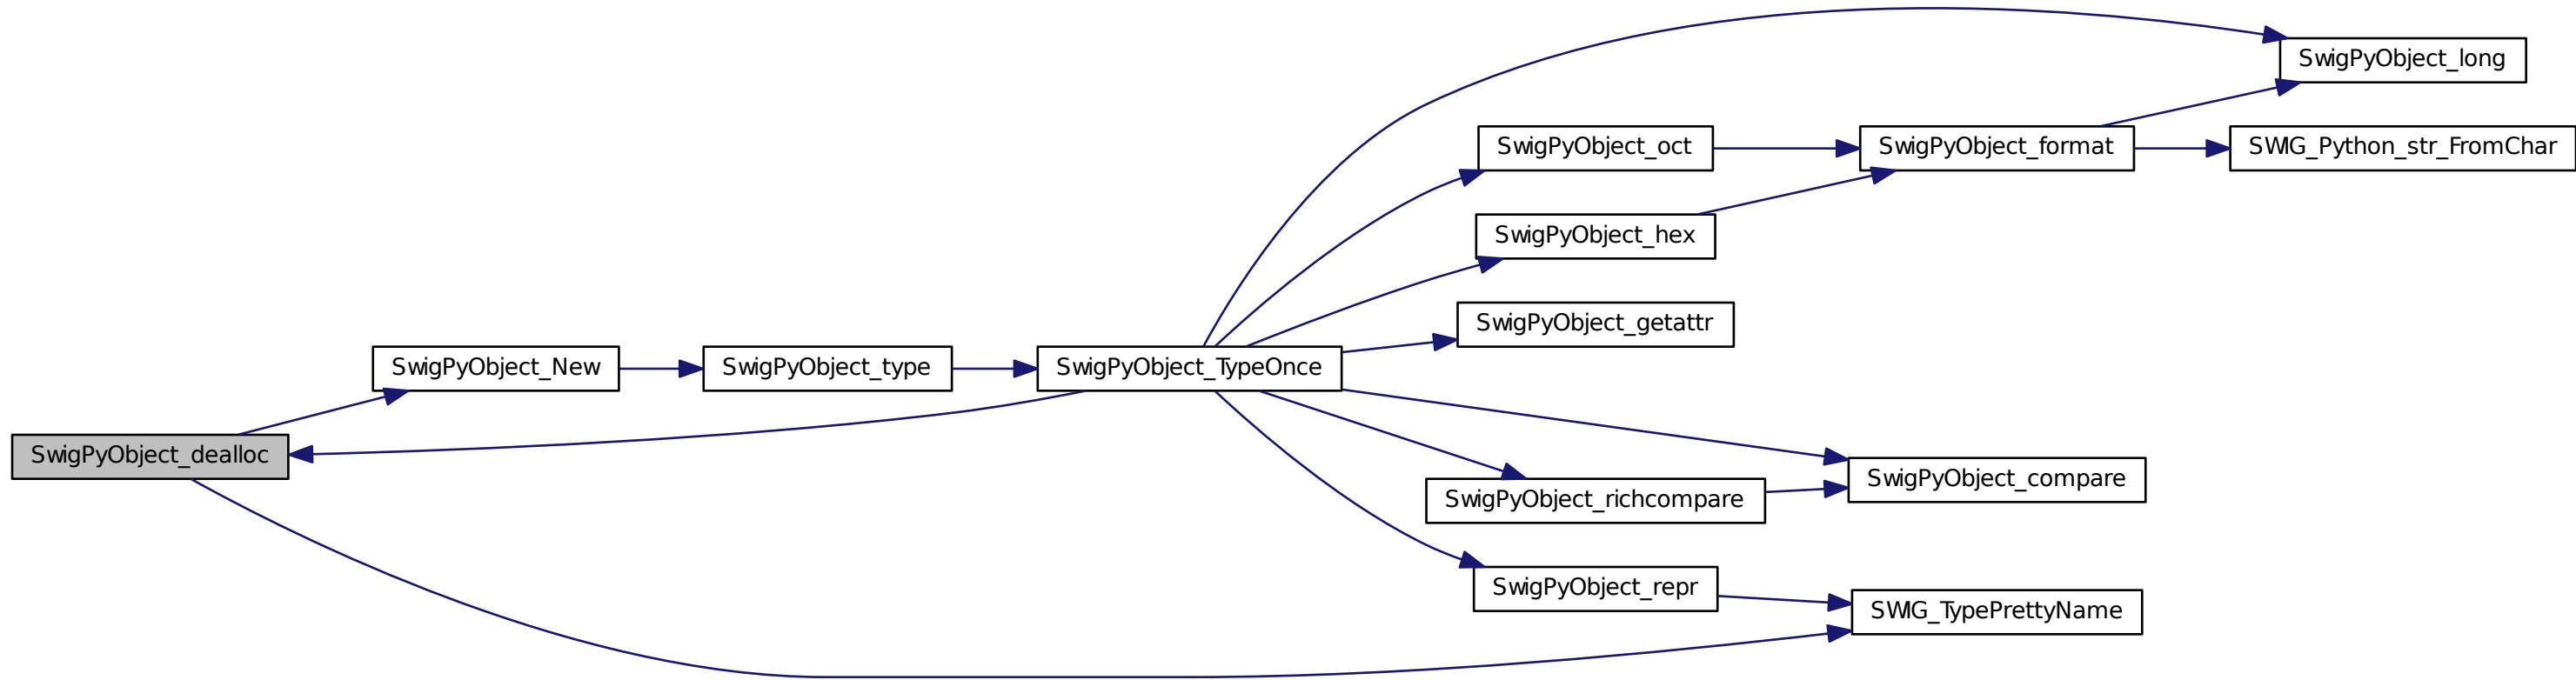 SwigPyObject_long
SwigPyObject_oct
SwigPyObject_format
SWIG_Python_str_FromChar
SwigPyObject_hex
SwigPyObject_getattr
SwigPyObject_New
SwigPyObject_type
SwigPyObject_TypeOnce
SwigPyObject_dealloc
SwigPyObject_compare
SwigPyObject_richcompare
SwigPyObject_repr
SWIG_TypePrettyName